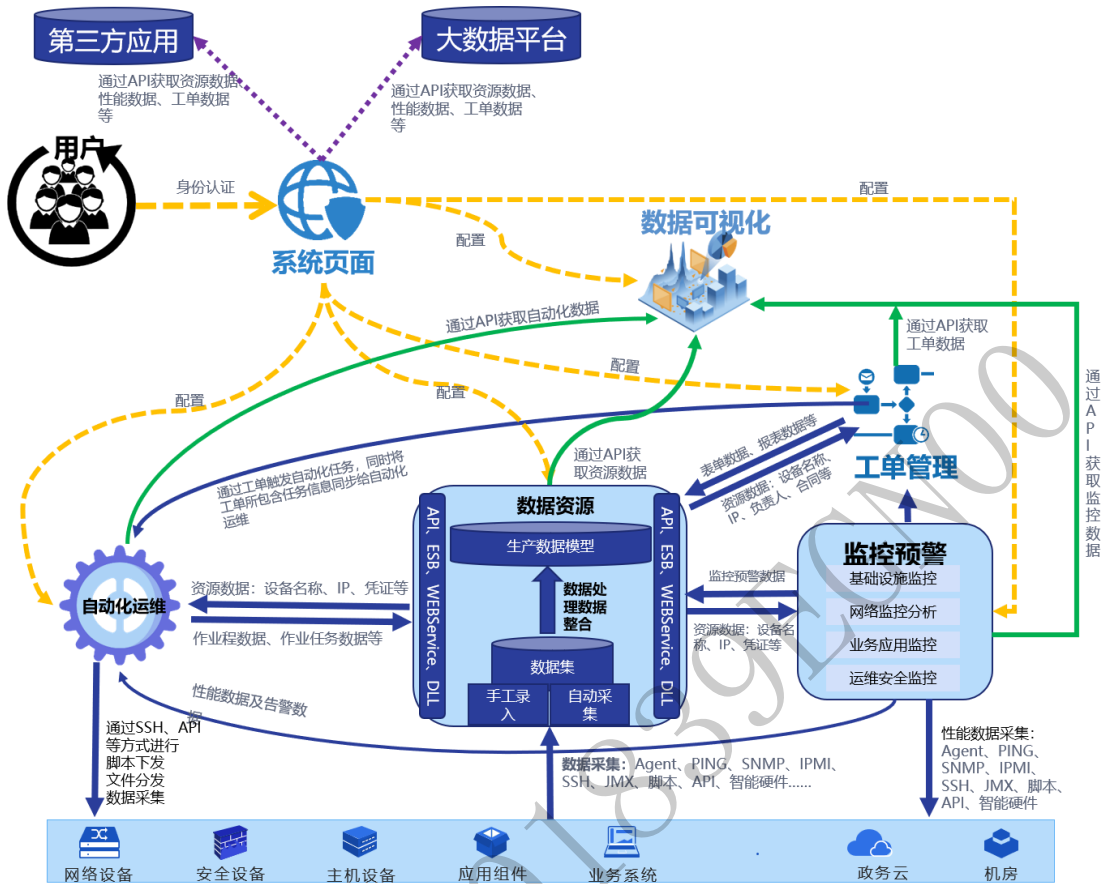 第三方应用
大数据平台
通过API获取资源数据、
性能数据、工单数据
等
通过API获取资源数据、
性能数据、工单数据
等
用户
身份认证
配置
系统页面
配置
数据可视化
通过API获取自动化数据
通过API获取
工单数据
配置
配置
配置
通过API获取监控数据
表单数据、报表数据等
资源数据：设备名称、
IP、负责人、合同等
工单管理
通过API获
取资源数据
通过工单触发自动化任务，同时将
工单所包含任务信息同步给自动化
运维
数据资源
API、ESB、WEBService、DLL
生产数据模型
API、ESB、WEBService、DLL
数据处
理数据
整合
数据集
手工录
入
自动采
集
监控预警
基础设施监控
网络监控分析
业务应用监控
运维安全监控
监控预警数据
资源数据：设备名
称、IP、凭证等
自动化运维
资源数据：设备名称、IP、凭证等
作业程数据、作业任务数据等
性能数据及告警数
据
通过SSH、API
等方式进行
脚本下发
文件分发
数据采集
数据采集：Agent、PING、SNMP、IPMI、
SSH、JMX、脚本、API、智能硬件......
性能数据采集：
Agent、PING、
SNMP、IPMI、
SSH、JMX、脚本、
API、智能硬件
网络设备
安全设备
主机设备
应用组件
业务系统
政务云
机房